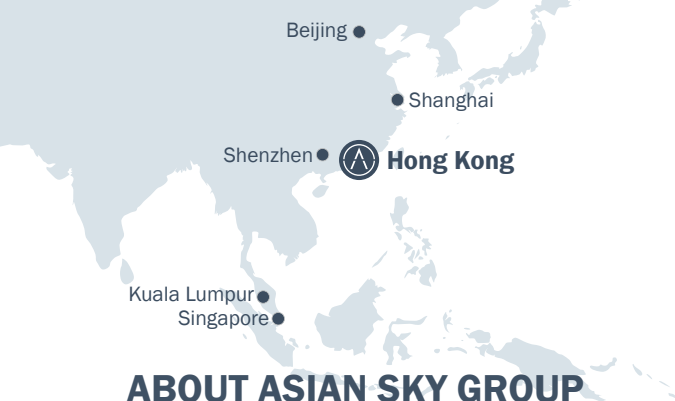 Beijing
Shanghai
Shenzhen
Hong Kong
Kuala Lumpur
Singapore
ABOUT ASIAN SKY GROUP